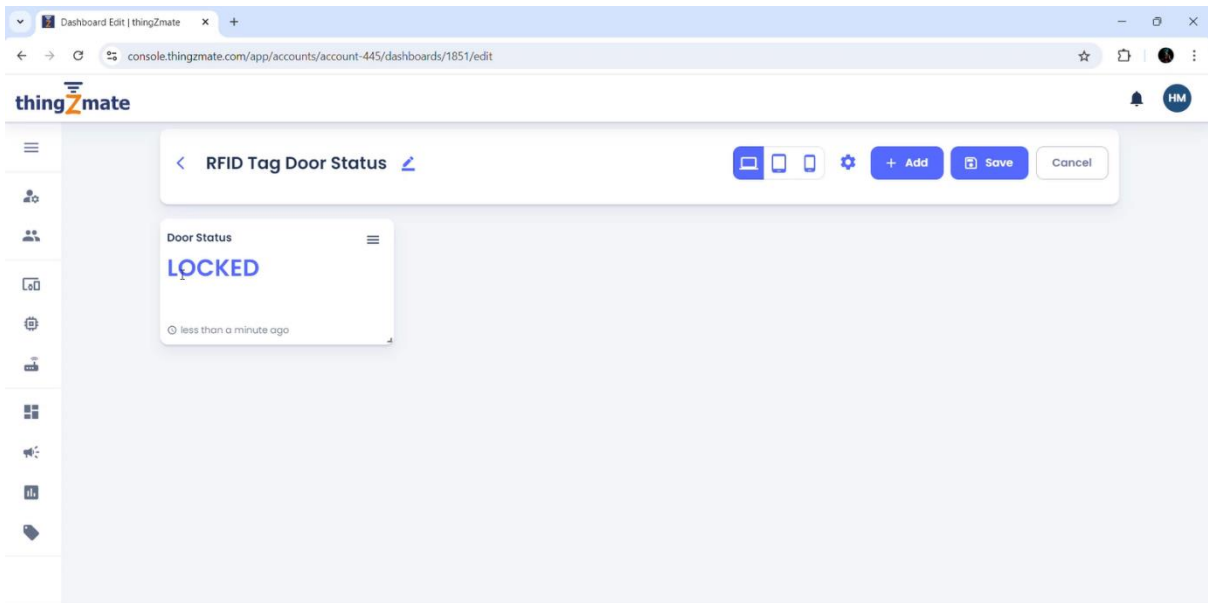 Dashboard Edit | thingZmate
console.thingzmate.com/app/accounts/account-445/dashboards/1851/edit
thingZmate
HM
RFID Tag Door Status
+ Add
Save
Cancel
Door Status
LOCKED
less than a minute ago